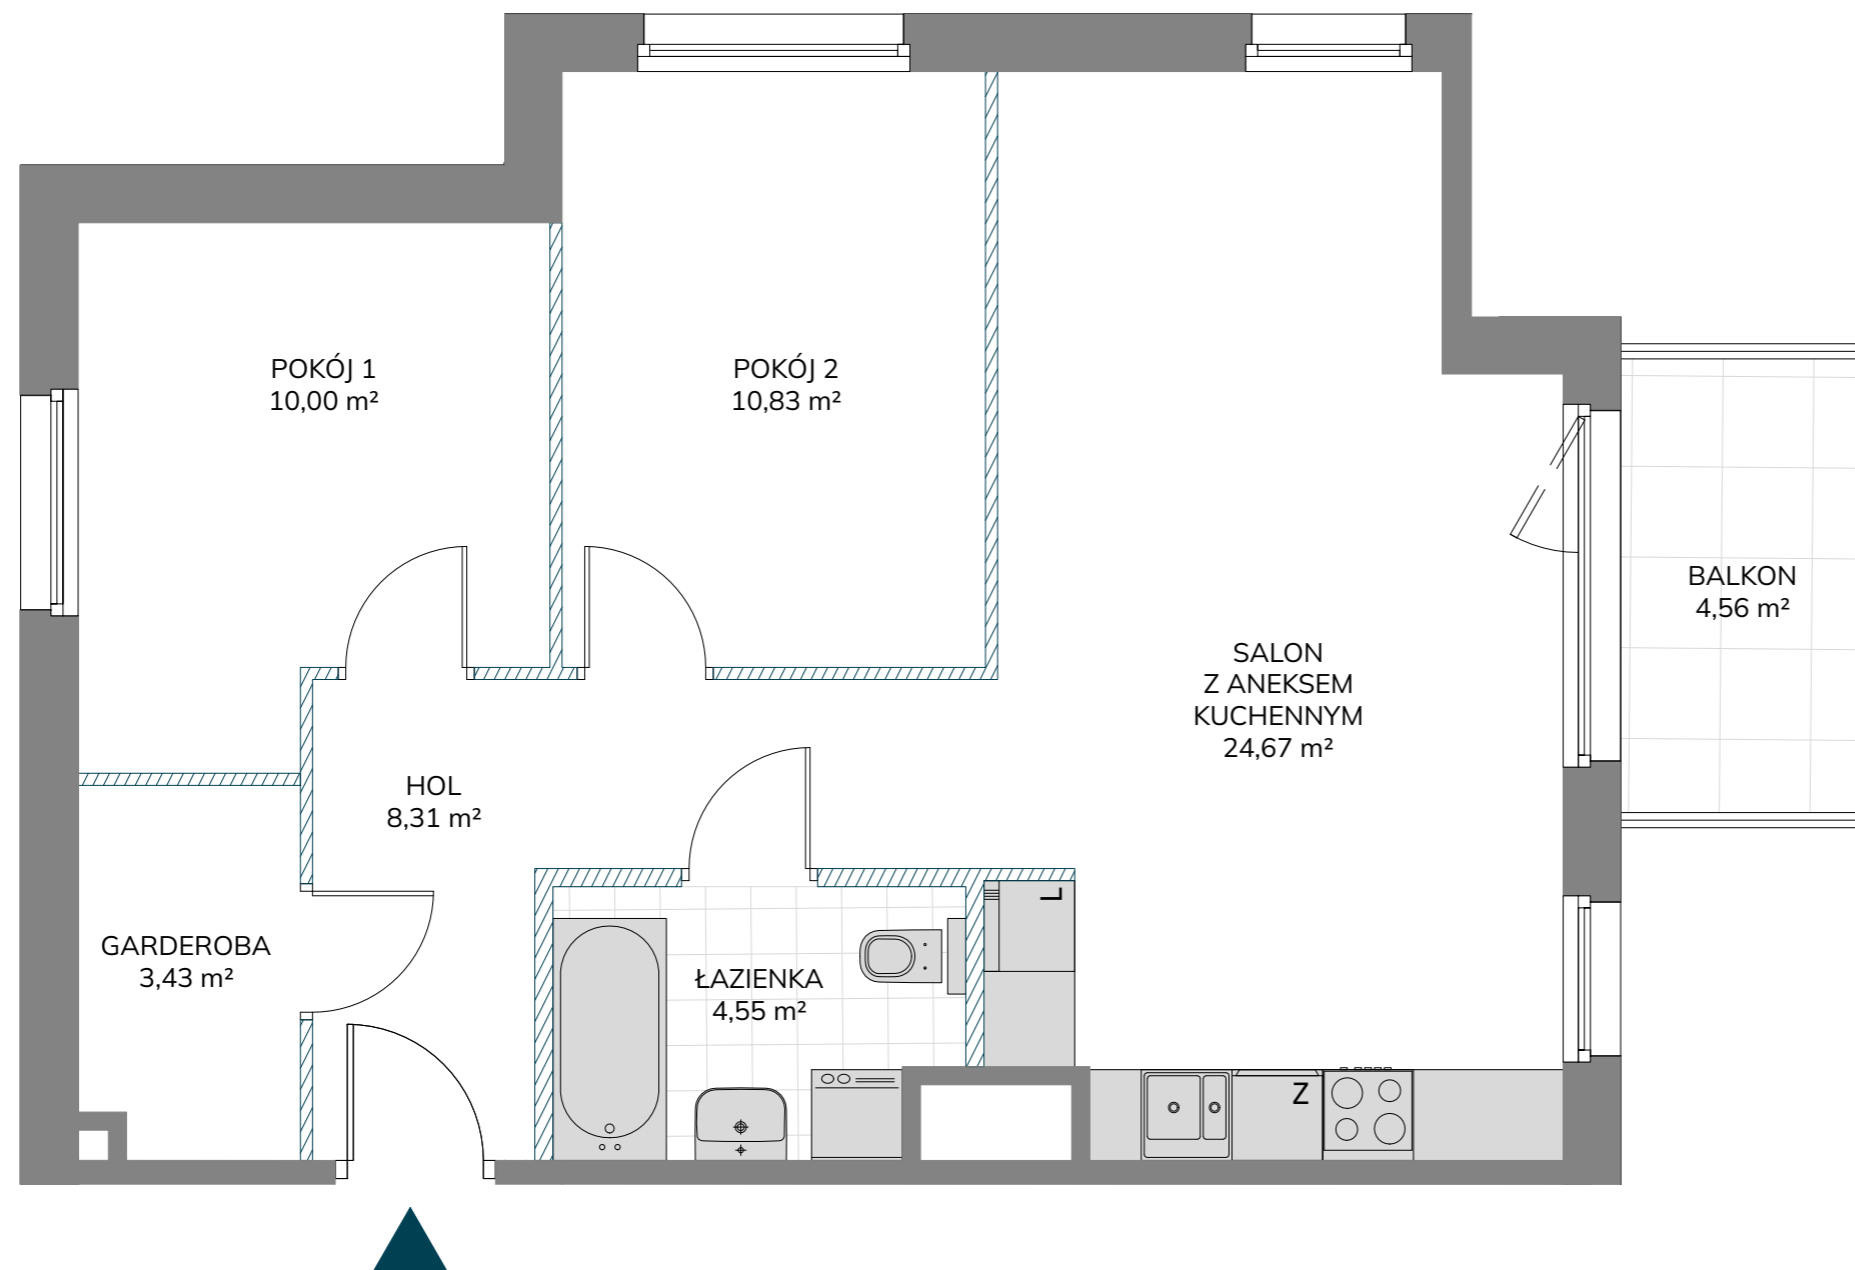 POKÓJ 1
10,00 m²
POKÓJ 2
10,83 m²
BALKON
4,56 m²
SALON
Z ANEKSEM
KUCHENNYM
24,67 m²
HOL
8,31 m²
GARDEROBA
3,43 m²
ŁAZIENKA
4,55 m²
L
Z